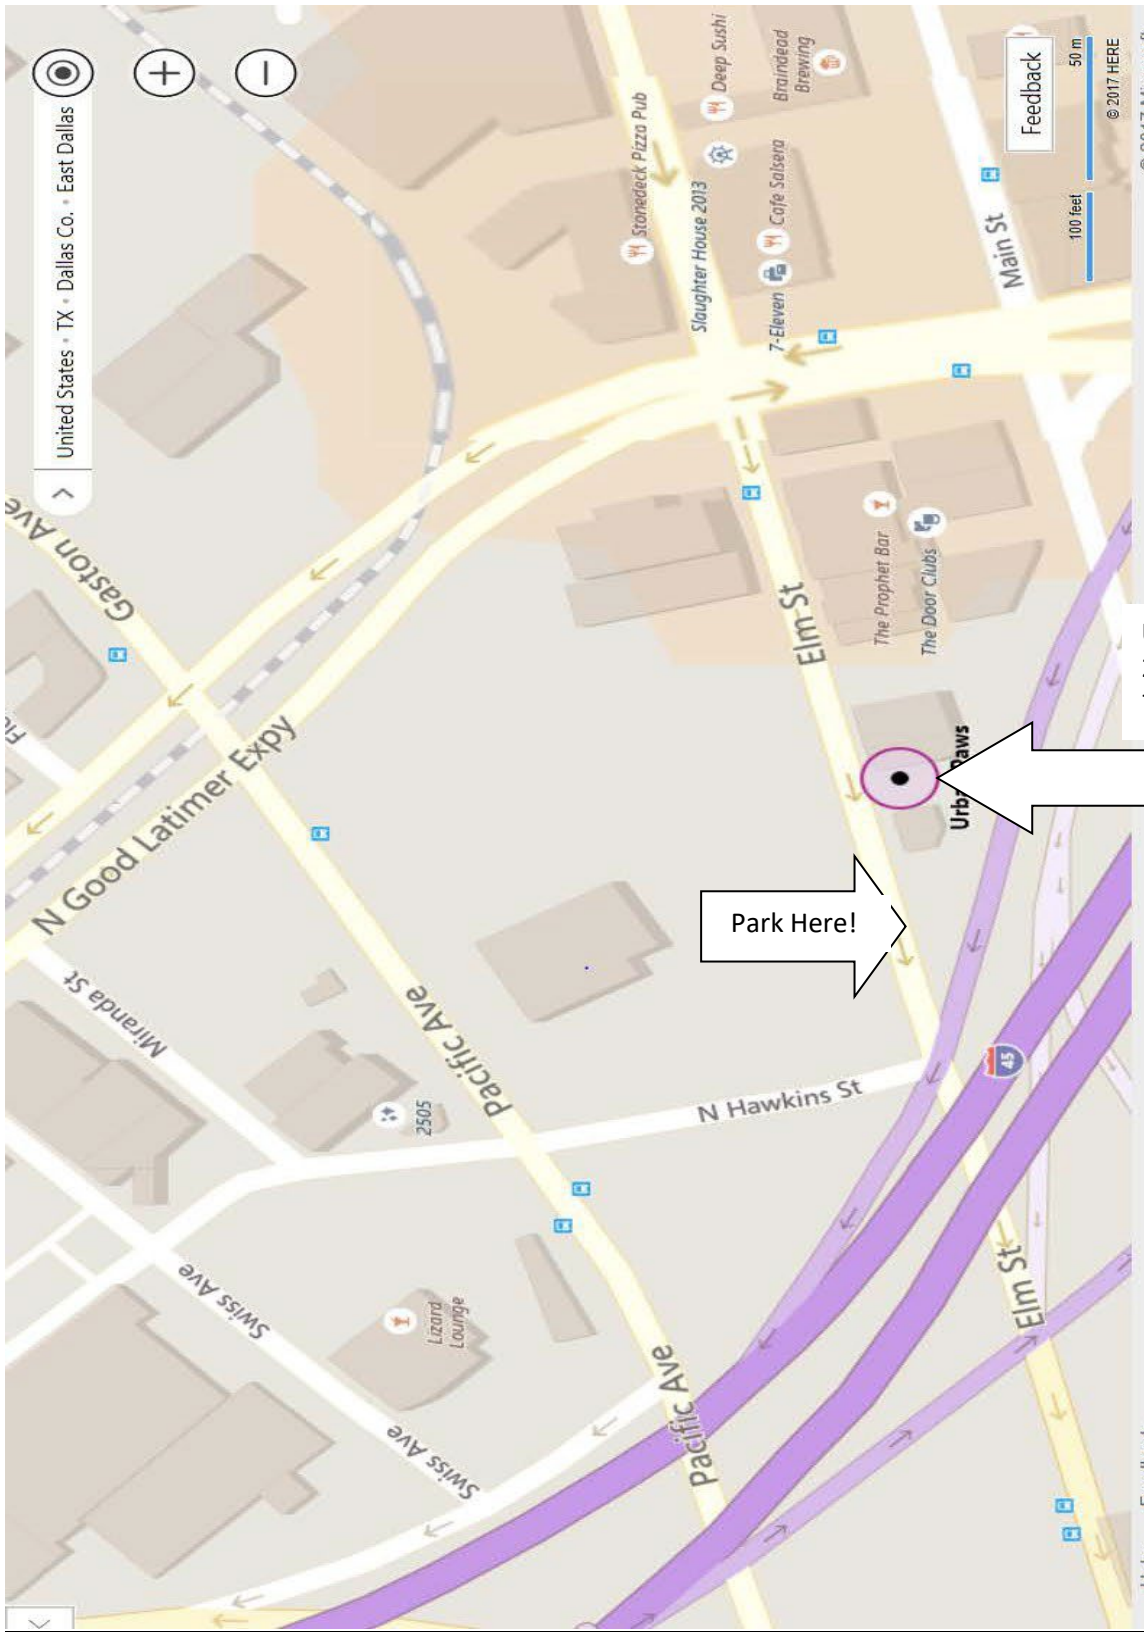 United States • TX • Dallas Co. • East Dallas
Gaston Ave
Stonedeck Pizza Pub
Deep Sushi
Braindead
Brewing
Slaughter House 2013
7-Eleven
Cafe Salsera
Feedback
100 feet
50 m
© 2017 HERE
Main St
N Good Latimer Expy
Elm St
The Prophet Bar
The Door Clubs
Miranda St
Pacific Ave
Park Here!
45
2505
N Hawkins St
Swiss Ave
Lizard
Lounge
Swiss Ave
Pacific Ave
Elm St